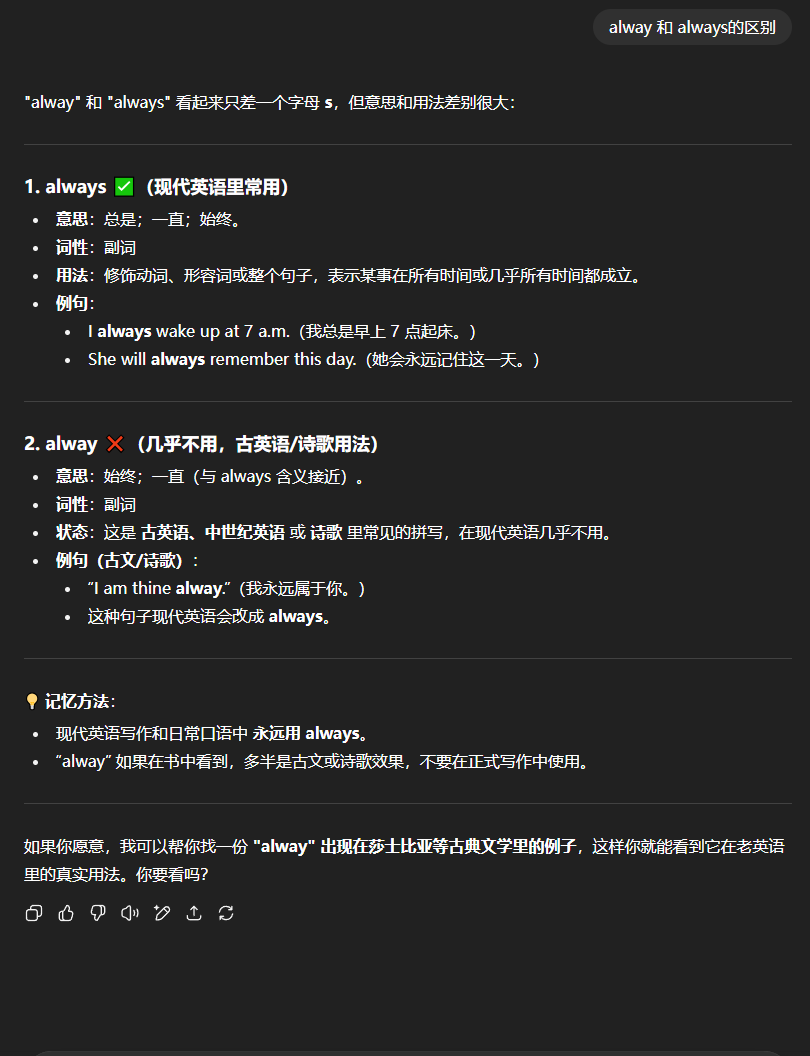 alway 和 always的区别
"alway" 和 "always" 看起来只差一个字母 s，但意思和用法差别很大：
1. always ✅（现代英语里常用）
• 意思：总是；一直；始终。
• 词性：副词
• 用法：修饰动词、形容词或整个句子，表示某事在所有时间或几乎所有时间都成立。
• 例句：
• I always wake up at 7 a.m.（我总是早上 7 点起床。）
• She will always remember this day.（她会永远记住这一天。）
2. alway ❌（几乎不用，古英语/诗歌用法）
• 意思：始终；一直（与 always 含义接近）。
• 词性：副词
• 状态：这是 古英语、中世纪英语 或 诗歌 里常见的拼写，在现代英语几乎不用。
• 例句（古文/诗歌）：
• “I am thine alway.”（我永远属于你。）
• 这种句子现代英语会改成 always。
💡 记忆方法：
• 现代英语写作和日常口语中 永远用 always。
• “alway” 如果在书中看到，多半是古文或诗歌效果，不要在正式写作中使用。
如果你愿意，我可以帮你找一份 "alway" 出现在莎士比亚等古典文学里的例子，这样你就能看到它在老英语
里的真实用法。你要看吗？